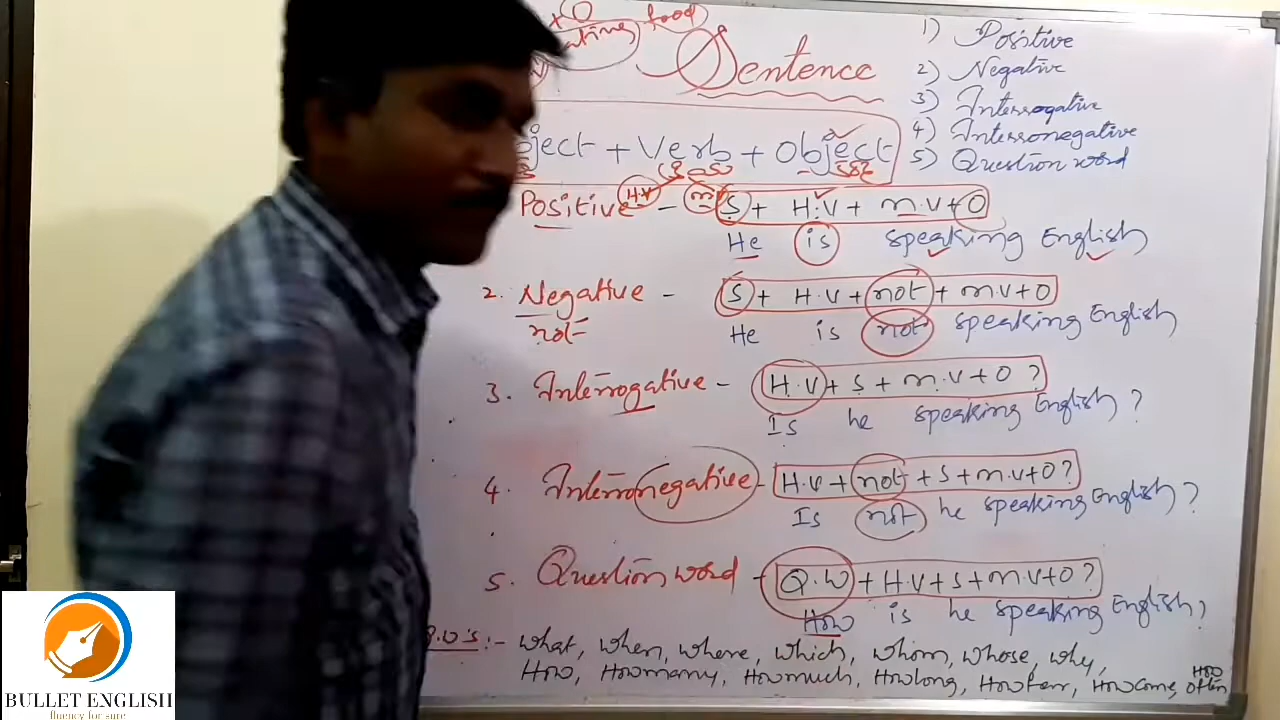 + O
eating food
Sentence
1) Positive
2) Negative
3) Interrogative
4) Interronegative
5) Question word
ject + Verb + Object
H.V m.v
Positive - S + H.V + m.v + O
He is speaking English
2. Negative - S + H.V + not + m.v + O
not
He is not speaking English
3. Interrogative - H.V + S + m.v + O ?
Is he speaking English ?
4. Interronegative - H.V + not + S + m.v + O ?
Is not he speaking English ?
5. Question word - Q.W + H.V + S + m.v + O ?
How is he speaking English ?
Q.W's :- what, when, where, which, whom, whose, why,
How, How many, How much, How long, How far, How come, How often
BULLET ENGLISH
fluency for sure